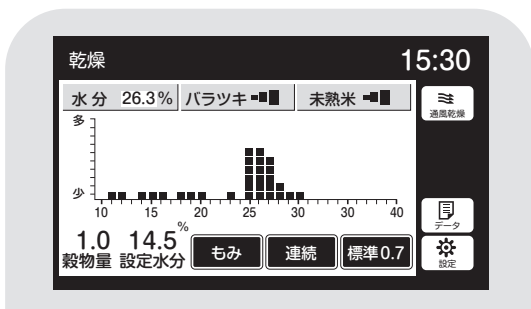 乾燥 15:30
水分 26.3% バラツキ 未熟米
通風乾燥
多
少
10 15 20 25 30 30 40
データ
1.0 14.5%
穀物量 設定水分 もみ 連続 標準0.7
設定